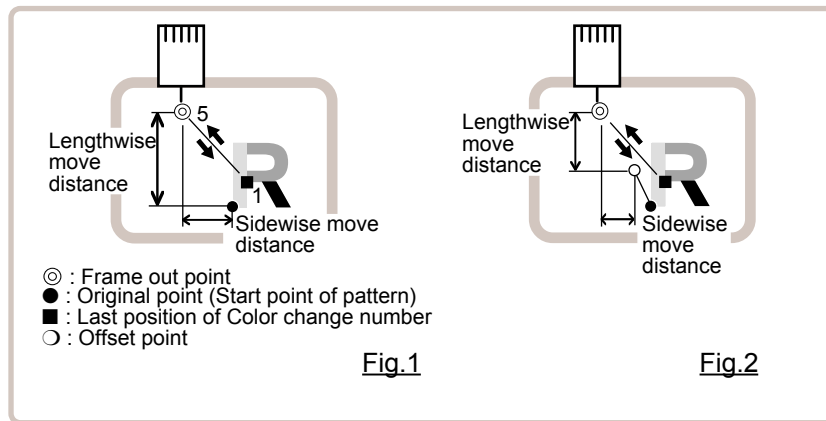 5
Lengthwise
move
distance
R
1
Sidewise move
distance
Lengthwise
move
distance
R
Sidewise
move
distance
◎ : Frame out point
● : Original point (Start point of pattern)
■ : Last position of Color change number
❍ : Offset point
Fig.1
Fig.2